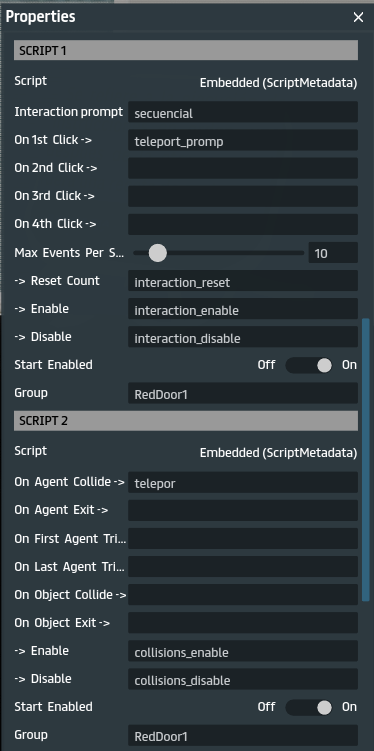 Properties
SCRIPT 1
Script Embedded (ScriptMetadata)
Interaction prompt secuencial
On 1st Click -> teleport_promp
On 2nd Click ->
On 3rd Click ->
On 4th Click ->
Max Events Per S... 10
-> Reset Count interaction_reset
-> Enable interaction_enable
-> Disable interaction_disable
Start Enabled Off On
Group RedDoor1
SCRIPT 2
Script Embedded (ScriptMetadata)
On Agent Collide -> telepor
On Agent Exit ->
On First Agent Tri...
On Last Agent Tri...
On Object Collide ->
On Object Exit ->
-> Enable collisions_enable
-> Disable collisions_disable
Start Enabled Off On
Group RedDoor1